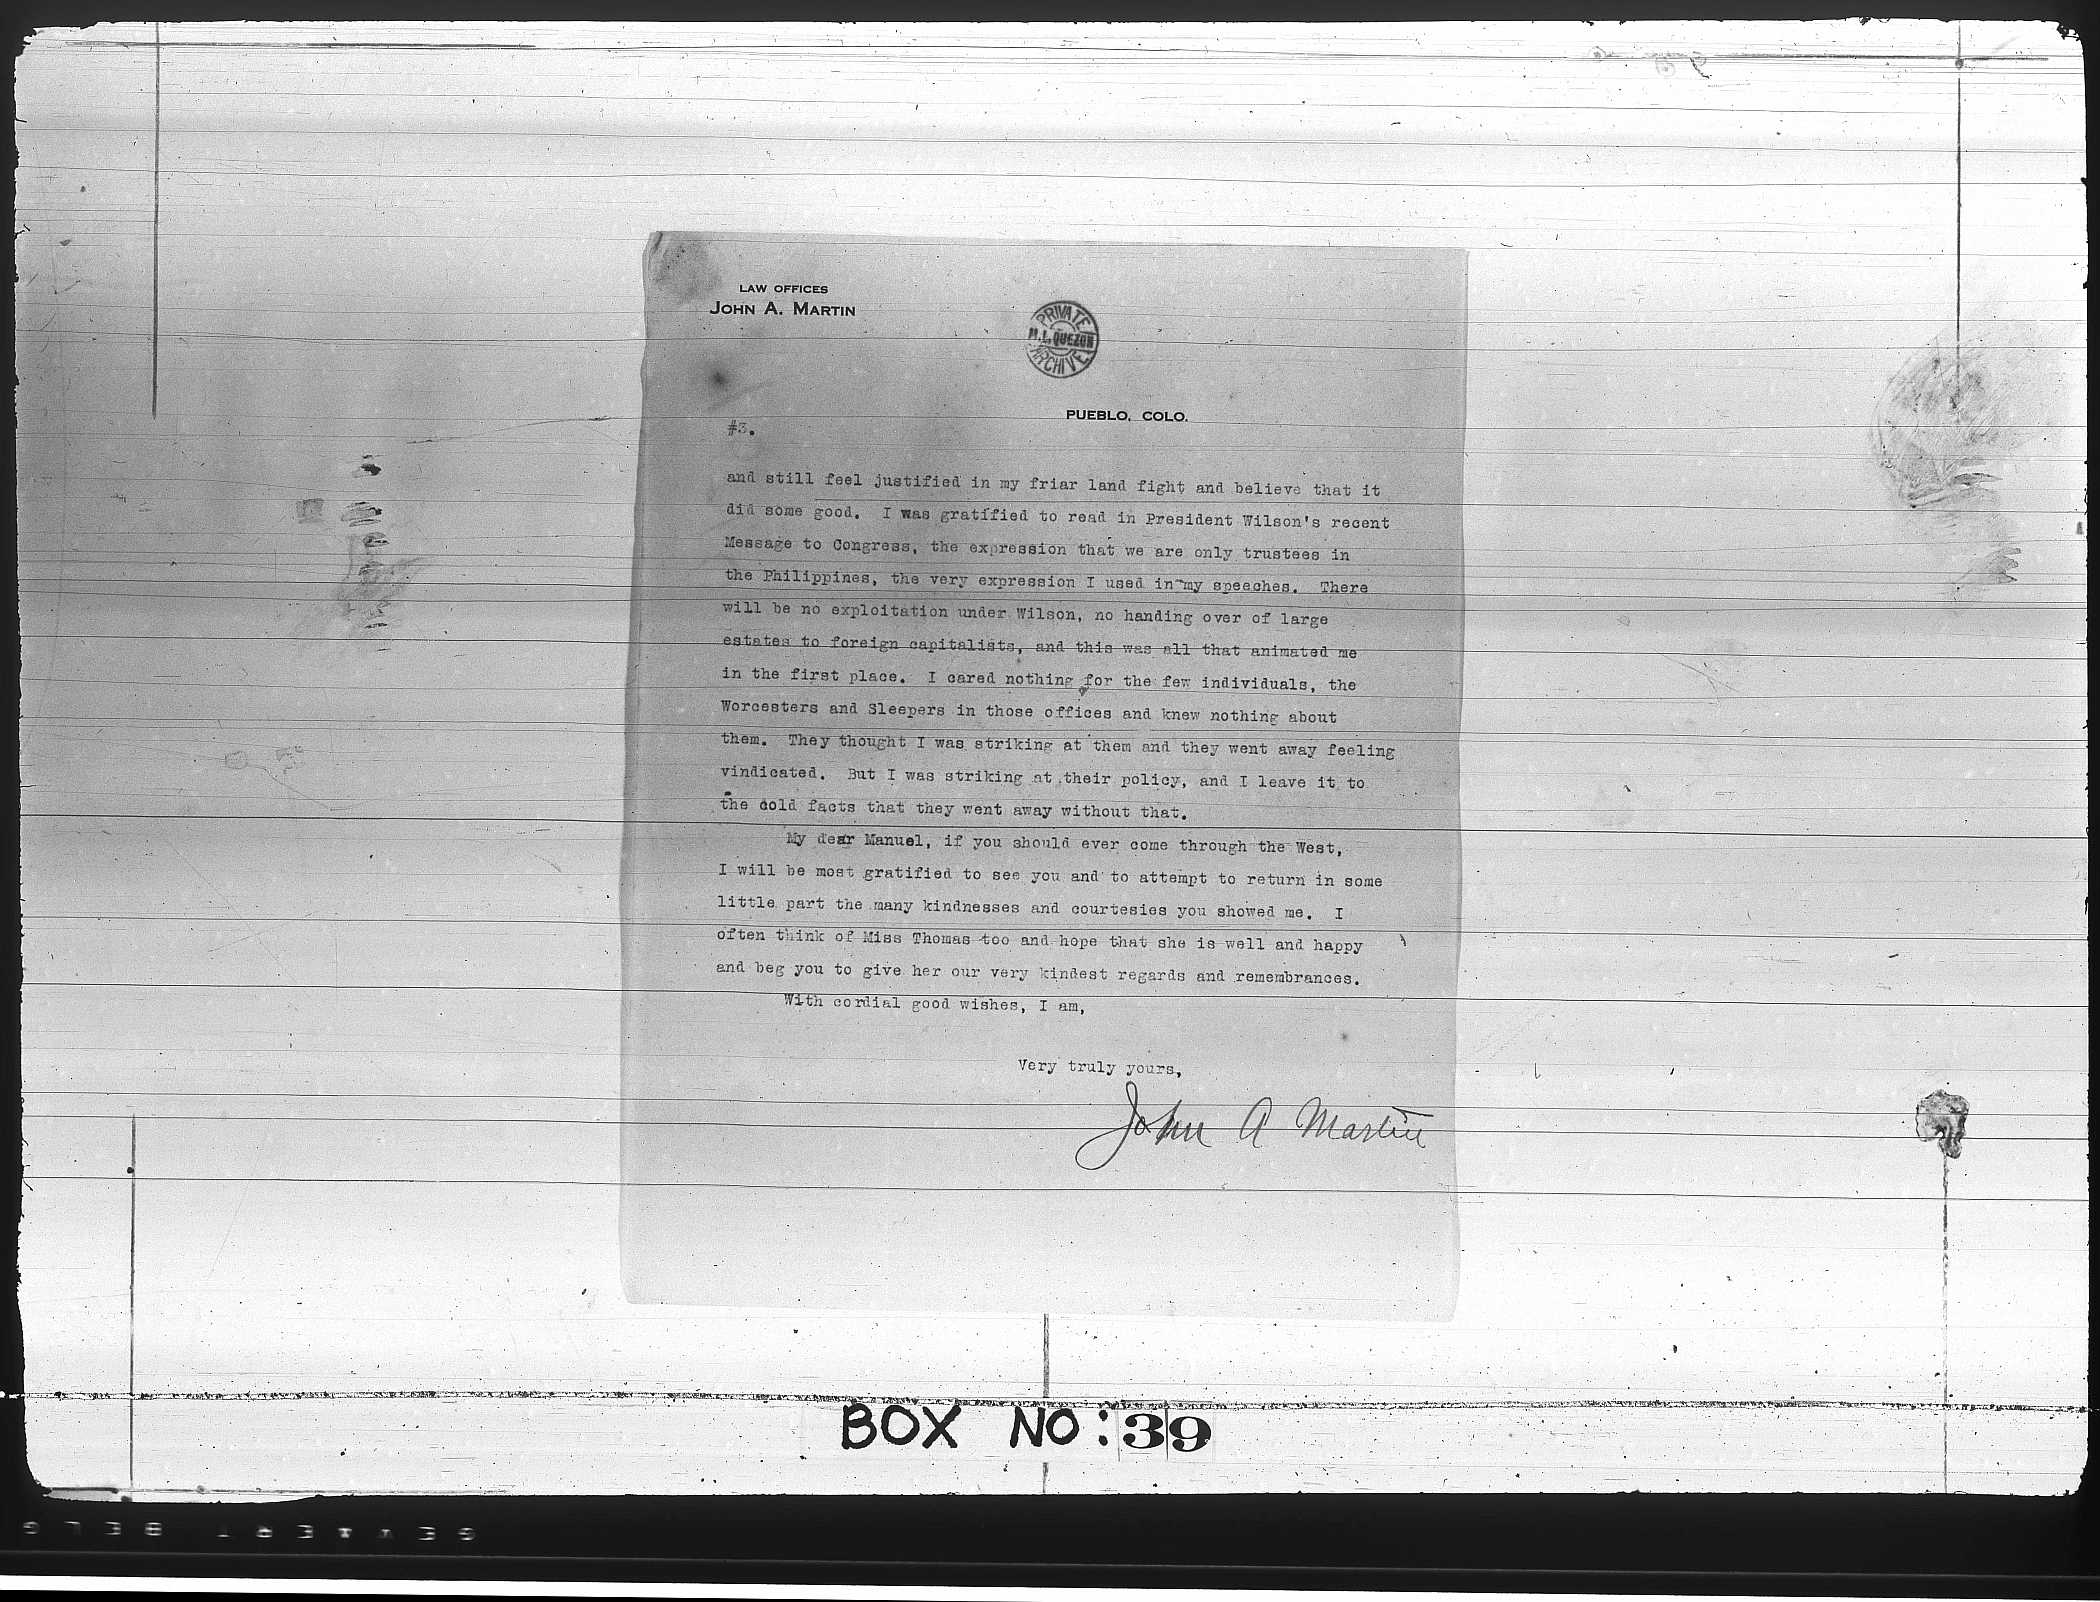 LAW OFFICES
JOHN A. MARTIN
PRIVATE
M.L. QUEZON
ARCHIVE
PUEBLO, COLO.
#3.
and still feel justified in my friar land fight and believe that it
did some good. I was gratified to read in President Wilson's recent
Message to Congress, the expression that we are only trustees in
the Philippines, the very expression I used in my speeches. There
will be no exploitation under Wilson, no handing over of large
estates to foreign capitalists, and this was all that animated me
in the first place. I cared nothing for the few individuals, the
Worcesters and Sleepers in those offices and knew nothing about
them. They thought I was striking at them and they went away feeling
vindicated. But I was striking at their policy, and I leave it to
the cold facts that they went away without that.
My dear Manuel, if you should ever come through the West,
I will be most gratified to see you and to attempt to return in some
little part the many kindnesses and courtesies you showed me. I
often think of Miss Thomas too and hope that she is well and happy
and beg you to give her our very kindest regards and remembrances.
With cordial good wishes, I am,
Very truly yours,
John A Martin
BOX NO: 39